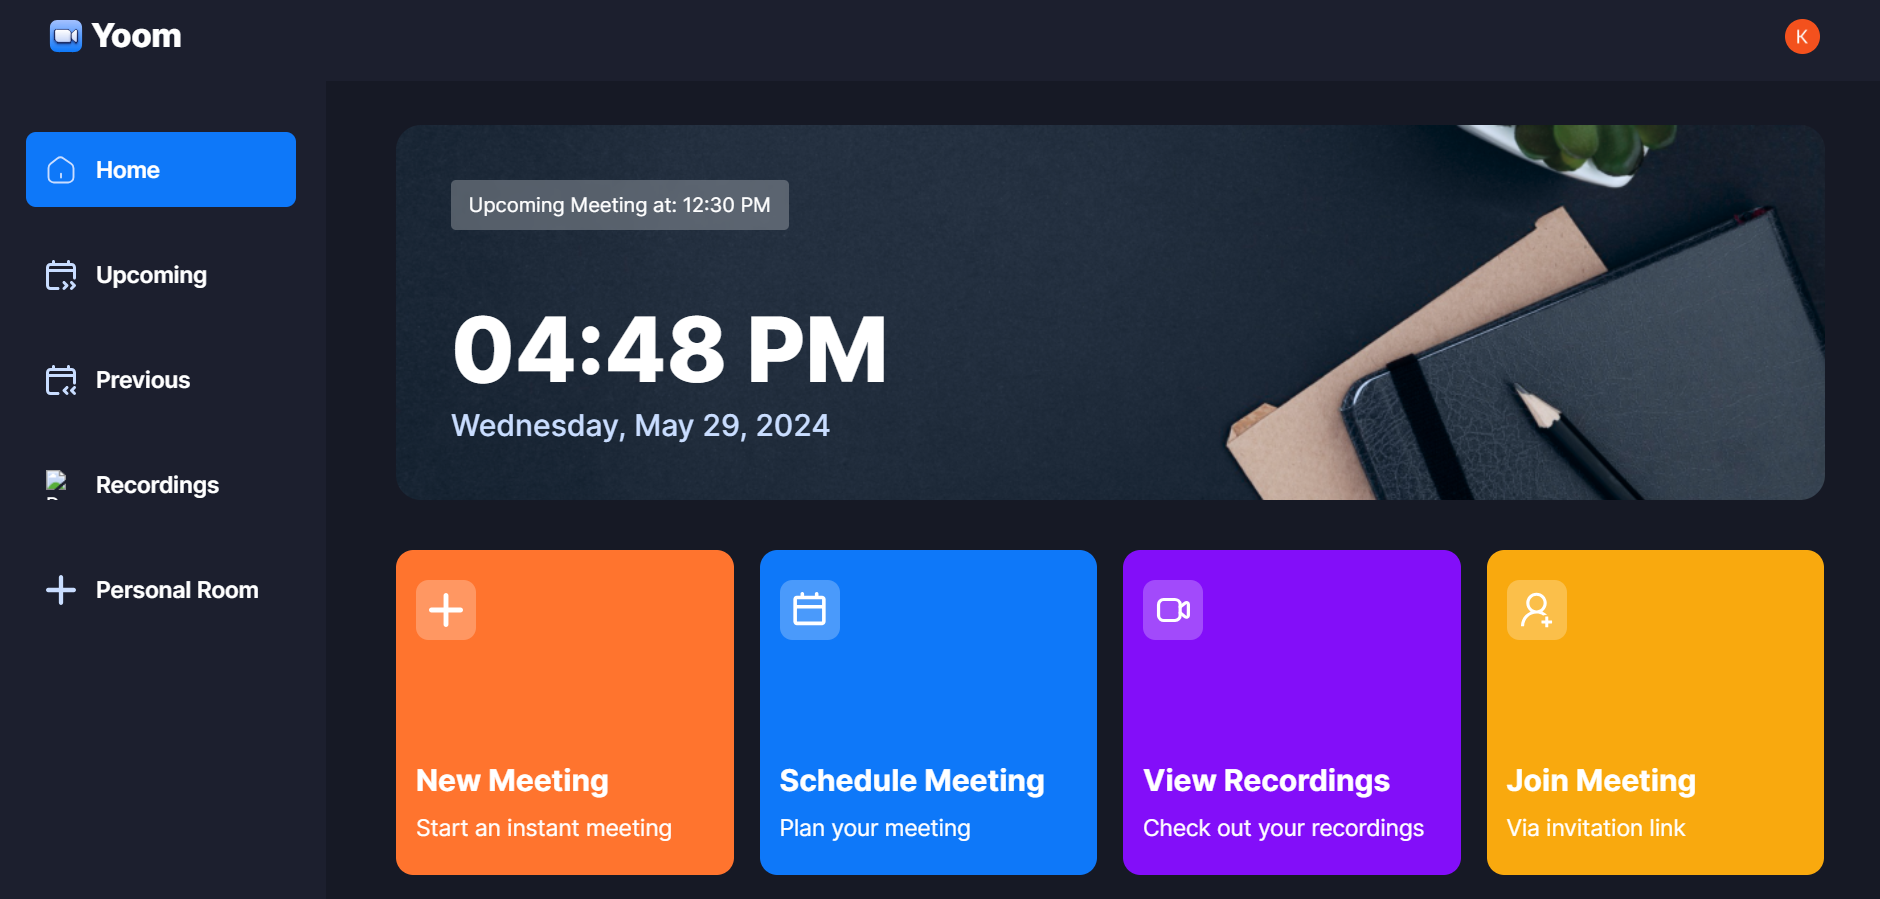 Yoom
K
Home
Upcoming
Previous
Recordings
Personal Room
Upcoming Meeting at: 12:30 PM
04:48 PM
Wednesday, May 29, 2024
New Meeting
Start an instant meeting
Schedule Meeting
Plan your meeting
View Recordings
Check out your recordings
Join Meeting
Via invitation link